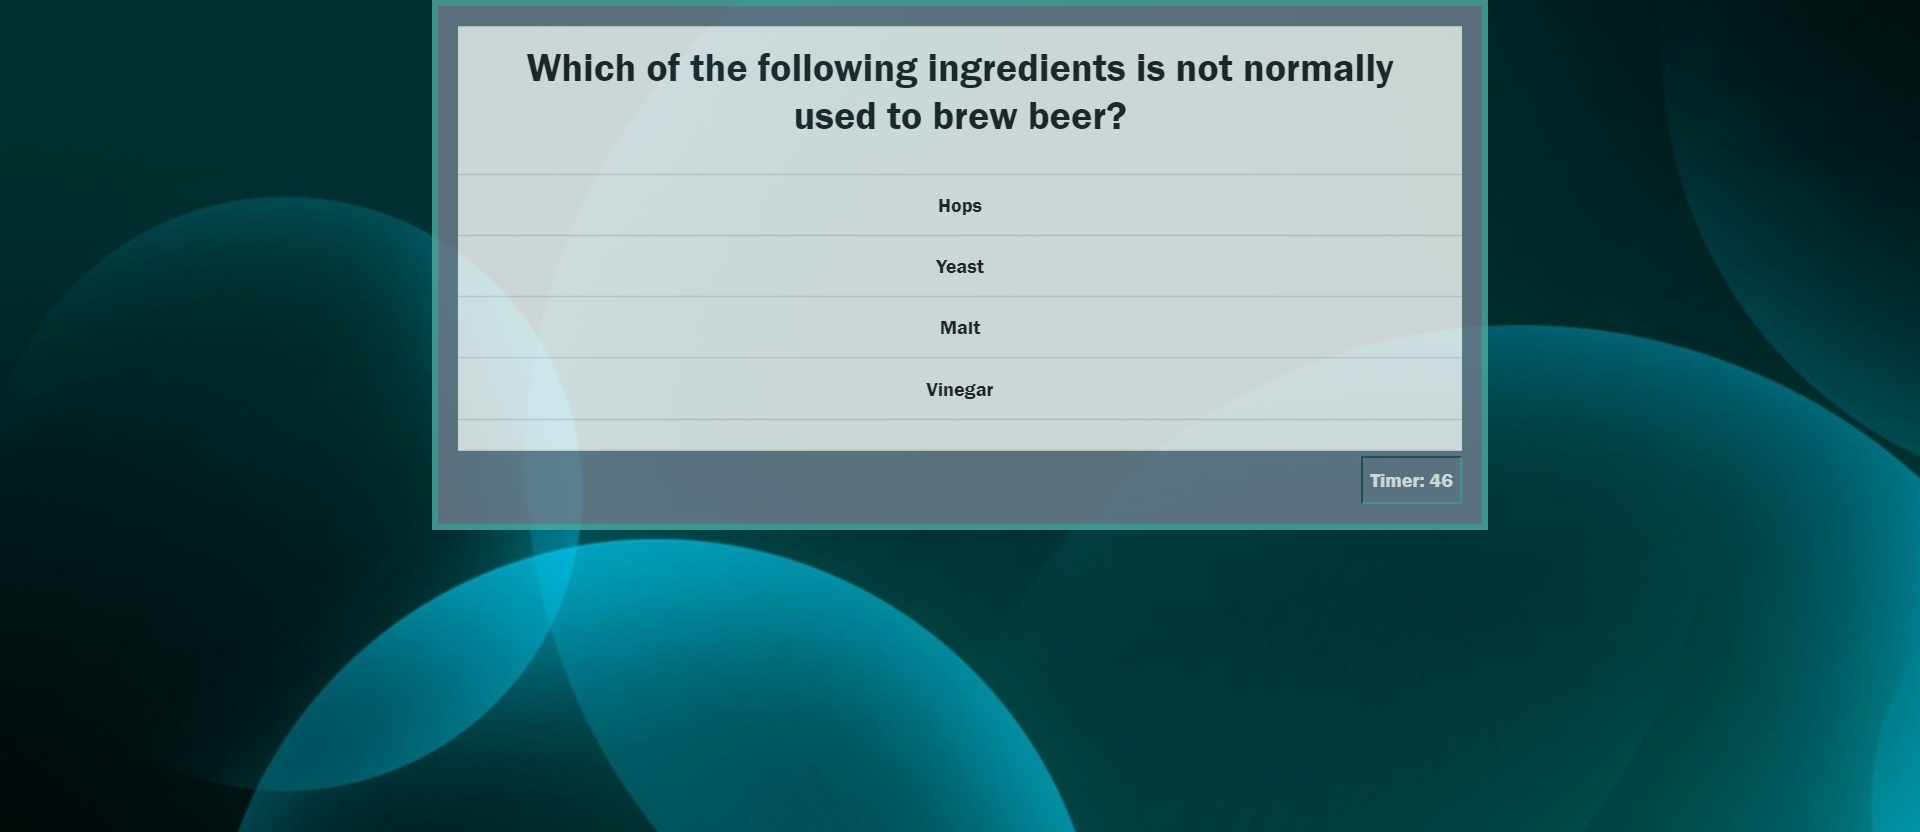 Which of the following ingredients is not normally
used to brew beer?
Hops
Yeast
Malt
Vinegar
Timer: 46